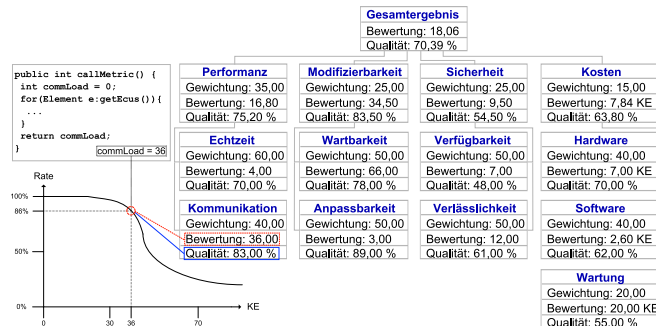 Gesamtergebnis
Bewertung: 18,06
Qualität: 70,39 %
public int callMetric() {
int commLoad = 0;
for(Element e:getEcus()){
...
}
return commLoad;
}
commLoad = 36
Performanz
Gewichtung: 35,00
Bewertung: 16,80
Qualität: 75,20 %
Modifizierbarkeit
Gewichtung: 25,00
Bewertung: 34,50
Qualität: 83,50 %
Sicherheit
Gewichtung: 25,00
Bewertung: 9,50
Qualität: 54,50 %
Kosten
Gewichtung: 15,00
Bewertung: 7,84 KE
Qualität: 63,80 %
Echtzeit
Gewichtung: 60,00
Bewertung: 4,00
Qualität: 70,00 %
Wartbarkeit
Gewichtung: 50,00
Bewertung: 66,00
Qualität: 78,00 %
Verfügbarkeit
Gewichtung: 50,00
Bewertung: 7,00
Qualität: 48,00 %
Hardware
Gewichtung: 40,00
Bewertung: 7,00 KE
Qualität: 70,00 %
Kommunikation
Gewichtung: 40,00
Bewertung: 36,00
Qualität: 83,00 %
Anpassbarkeit
Gewichtung: 50,00
Bewertung: 3,00
Qualität: 89,00 %
Verlässlichkeit
Gewichtung: 50,00
Bewertung: 12,00
Qualität: 61,00 %
Software
Gewichtung: 40,00
Bewertung: 2,60 KE
Qualität: 62,00 %
Wartung
Gewichtung: 20,00
Bewertung: 20,00 KE
Qualität: 55,00 %
Rate
100%
86%
50%
0%
0 30 36 70
KE